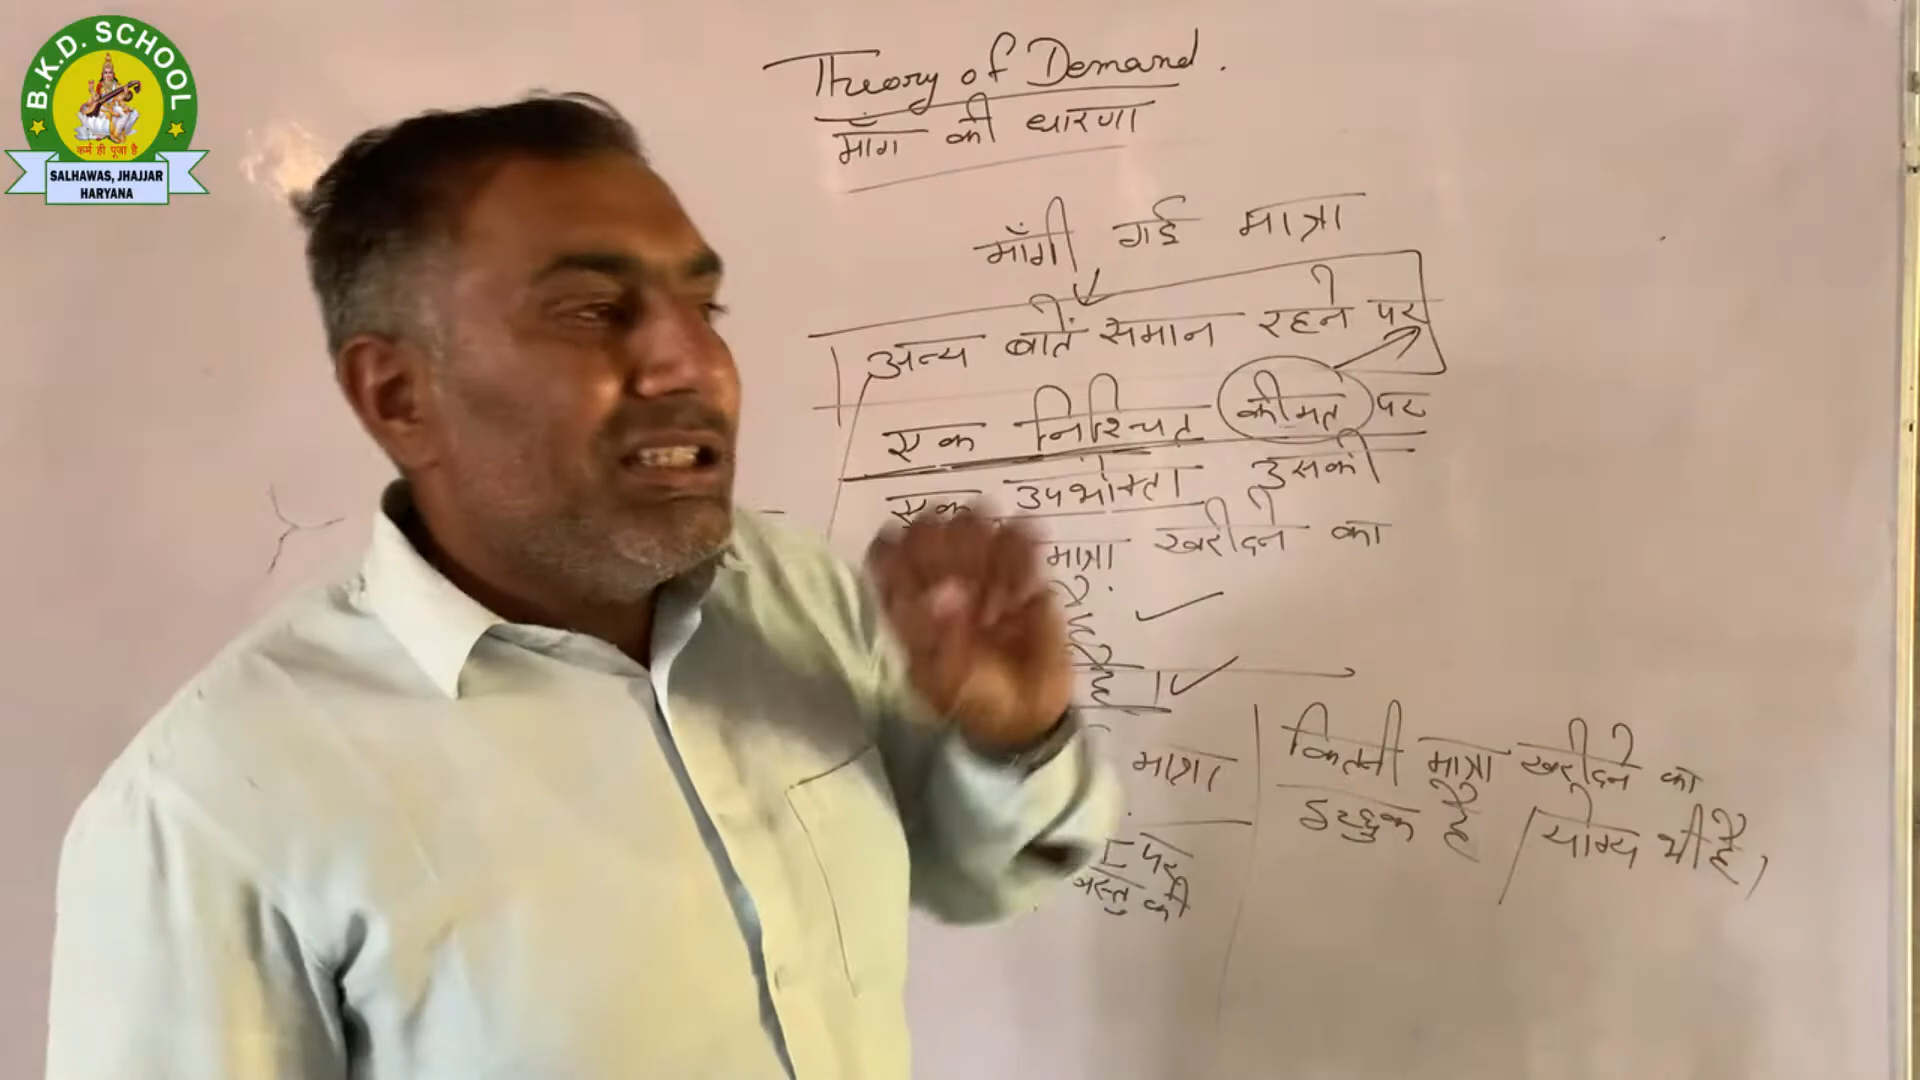 B.K.D. SCHOOL
कर्म ही पूजा है
SALHAWAS, JHAJJAR
HARYANA
Theory of Demand.
माँग की धारणा
माँगी गई मात्रा
अन्य बातें समान रहने पर
एक निश्चित कीमत पर
एक उपभोक्ता उसकी
मात्रा खरीदने का
है.
है।
मात्रा
पर
वस्तु की
कितनी मात्रा खरीदने का
इच्छुक है / योग्य भी है,